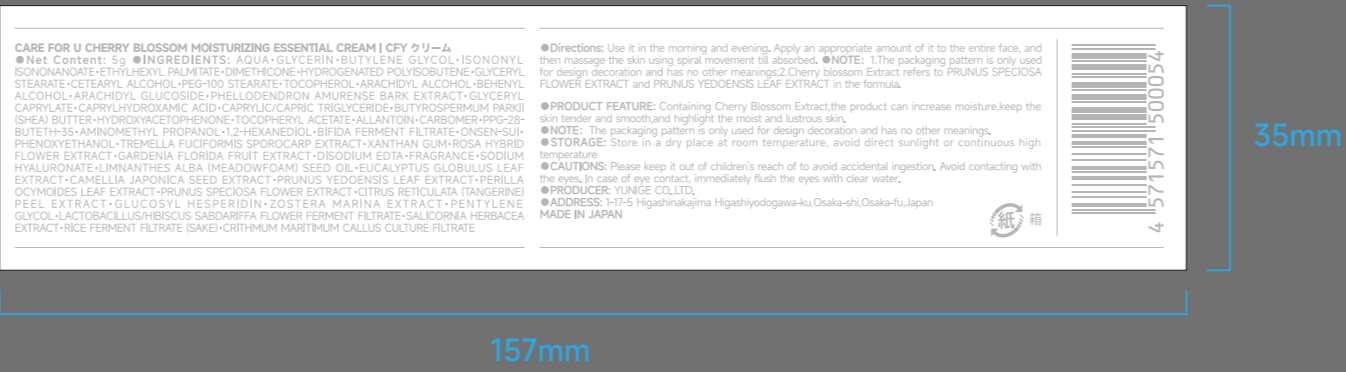 CARE FOR U CHERRY BLOSSOM MOISTURIZING ESSENTIAL CREAM | CFY クリーム
●Net Content: 5g ●INGREDIENTS: AQUA•GLYCERIN•BUTYLENE GLYCOL•ISONONYL
ISONONANOATE•ETHYLHEXYL PALMITATE•DIMETHICONE•HYDROGENATED POLYISOBUTENE•GLYCERYL
STEARATE•CETEARYL ALCOHOL•PEG-100 STEARATE•TOCOPHEROL•ARACHIDYL ALCOHOL•BEHENYL
ALCOHOL•ARACHIDYL GLUCOSIDE•PHELLODENDRON AMURENSE BARK EXTRACT•GLYCERYL
CAPRYLATE•CAPRYLHYDROXAMIC ACID•CAPRYLIC/CAPRIC TRIGLYCERIDE•BUTYROSPERMUM PARKII
(SHEA) BUTTER•HYDROXYACETOPHENONE•TOCOPHERYL ACETATE•ALLANTOIN•CARBOMER•PPG-28-
BUTETH-35•AMINOMETHYL PROPANOL•1,2-HEXANEDIOL•BIFIDA FERMENT FILTRATE•ONSEN-SUI•
PHENOXYETHANOL•TREMELLA FUCIFORMIS SPOROCARP EXTRACT•XANTHAN GUM•ROSA HYBRID
FLOWER EXTRACT•GARDENIA FLORIDA FRUIT EXTRACT•DISODIUM EDTA•FRAGRANCE•SODIUM
HYALURONATE•LIMNANTHES ALBA (MEADOWFOAM) SEED OIL•EUCALYPTUS GLOBULUS LEAF
EXTRACT•CAMELLIA JAPONICA SEED EXTRACT•PRUNUS YEDOENSIS LEAF EXTRACT•PERILLA
OCYMOIDES LEAF EXTRACT•PRUNUS SPECIOSA FLOWER EXTRACT•CITRUS RETICULATA (TANGERINE)
PEEL EXTRACT•GLUCOSYL HESPERIDIN•ZOSTERA MARINA EXTRACT•PENTYLENE
GLYCOL•LACTOBACILLUS/HIBISCUS SABDARIFFA FLOWER FERMENT FILTRATE•SALICORNIA HERBACEA
EXTRACT•RICE FERMENT FILTRATE (SAKE)•CRITHMUM MARITIMUM CALLUS CULTURE FILTRATE
●Directions: Use it in the morning and evening. Apply an appropriate amount of it to the entire face, and
then massage the skin using spiral movement till absorbed. ●NOTE: 1.The packaging pattern is only used
for design decoration and has no other meanings;2.Cherry blossom Extract refers to PRUNUS SPECIOSA
FLOWER EXTRACT and PRUNUS YEDOENSIS LEAF EXTRACT in the formula.
●PRODUCT FEATURE: Containing Cherry Blossom Extract,the product can increase moisture,keep the
skin tender and smooth,and highlight the moist and lustrous skin.
●NOTE: The packaging pattern is only used for design decoration and has no other meanings.
●STORAGE: Store in a dry place at room temperature, avoid direct sunlight or continuous high
temperature
●CAUTIONS: Please keep it out of children's reach of to avoid accidental ingestion. Avoid contacting with
the eyes. In case of eye contact, immediately flush the eyes with clear water.
●PRODUCER: YUNIGE CO.,LTD.
●ADDRESS: 1-17-5 Higashinakajima Higashiyodogawa-ku,Osaka-shi,Osaka-fu,Japan
MADE IN JAPAN
紙 箱
4 571571 500054
35mm
157mm